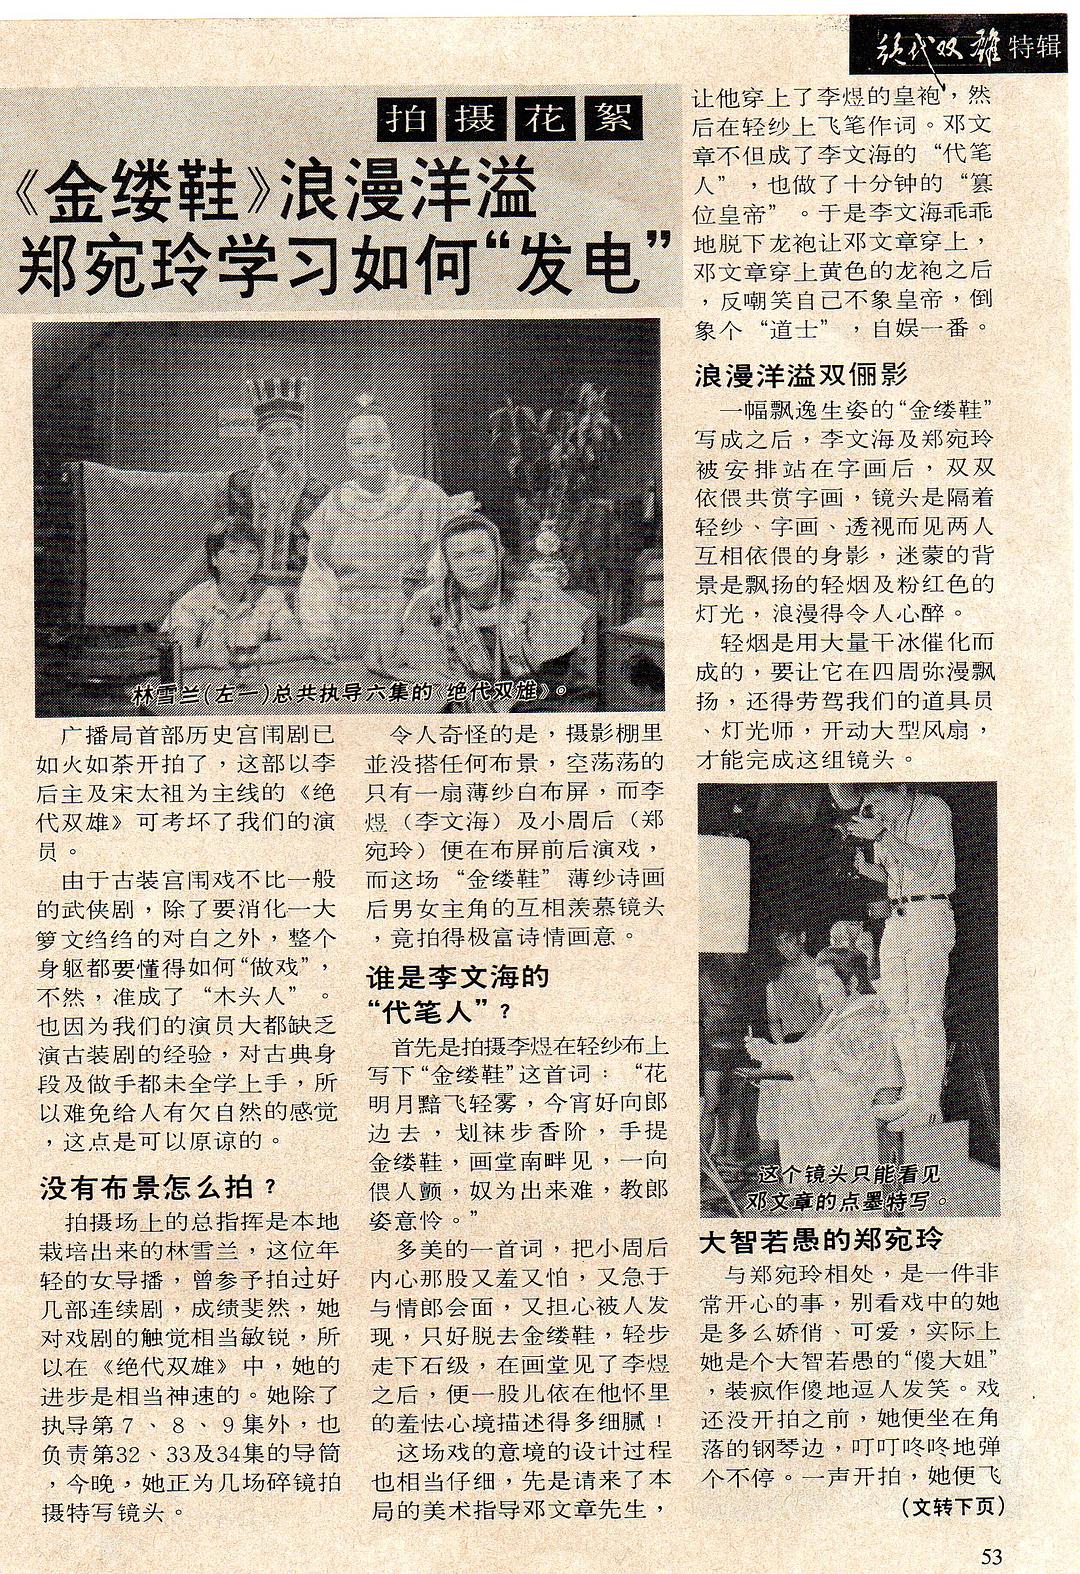 绝代双雄特辑
拍摄花絮
《金缕鞋》浪漫洋溢
郑宛玲学习如何“发电”
林雪兰(左一)总共执导六集的《绝代双雄》。
广播局首部历史宫闱剧已
如火如荼开拍了，这部以李
后主及宋太祖为主线的《绝
代双雄》可考坏了我们的演
员。
由于古装宫闱戏不比一般
的武侠剧，除了要消化一大
箩文绉绉的对白之外，整个
身躯都要懂得如何“做戏”，
不然，准成了“木头人”。
也因为我们的演员大都缺乏
演古装剧的经验，对古典身
段及做手都未全学上手，所
以难免给人有欠自然的感觉
，这点是可以原谅的。
没有布景怎么拍？
拍摄场上的总指挥是本地
栽培出来的林雪兰，这位年
轻的女导播，曾参予拍过好
几部连续剧，成绩斐然，她
对戏剧的触觉相当敏锐，所
以在《绝代双雄》中，她的
进步是相当神速的。她除了
执导第7、8、9集外，也
负责第32、33及34集的导筒
，今晚，她正为几场碎镜拍
摄特写镜头。
令人奇怪的是，摄影棚里
並没搭任何布景，空荡荡的
只有一扇薄纱白布屏，而李
煜（李文海）及小周后（郑
宛玲）便在布屏前后演戏，
而这场“金缕鞋”薄纱诗画
后男女主角的互相羡慕镜头
，竟拍得极富诗情画意。
谁是李文海的
“代笔人”？
首先是拍摄李煜在轻纱布上
写下“金缕鞋”这首词：“花
明月黯飞轻雾，今宵好向郎
边去，划袜步香阶，手提
金缕鞋，画堂南畔见，一向
偎人颤，奴为出来难，教郎
姿意怜。”
多美的一首词，把小周后
内心那股又羞又怕，又急于
与情郎会面，又担心被人发
现，只好脱去金缕鞋，轻步
走下石级，在画堂见了李煜
之后，便一股儿依在他怀里
的羞怯心境描述得多细腻！
这场戏的意境的设计过程
也相当仔细，先是请来了本
局的美术指导邓文章先生，
让他穿上了李煜的皇袍，然
后在轻纱上飞笔作词。邓文
章不但成了李文海的“代笔
人”，也做了十分钟的“篡
位皇帝”。于是李文海乖乖
地脱下龙袍让邓文章穿上，
邓文章穿上黄色的龙袍之后
，反嘲笑自己不象皇帝，倒
象个“道士”，自娱一番。
浪漫洋溢双俪影
一幅飘逸生姿的“金缕鞋”
写成之后，李文海及郑宛玲
被安排站在字画后，双双
依偎共赏字画，镜头是隔着
轻纱、字画、透视而见两人
互相依偎的身影，迷蒙的背
景是飘扬的轻烟及粉红色的
灯光，浪漫得令人心醉。
轻烟是用大量干冰催化而
成的，要让它在四周弥漫飘
扬，还得劳驾我们的道具员
、灯光师，开动大型风扇，
才能完成这组镜头。
这个镜头只能看见
邓文章的点墨特写。
大智若愚的郑宛玲
与郑宛玲相处，是一件非
常开心的事，别看戏中的她
是多么娇俏、可爱，实际上
她是个大智若愚的“傻大姐”
，装疯作傻地逗人发笑。戏
还没开拍之前，她便坐在角
落的钢琴边，叮叮咚咚地弹
个不停。一声开拍，她便飞
（文转下页）
53